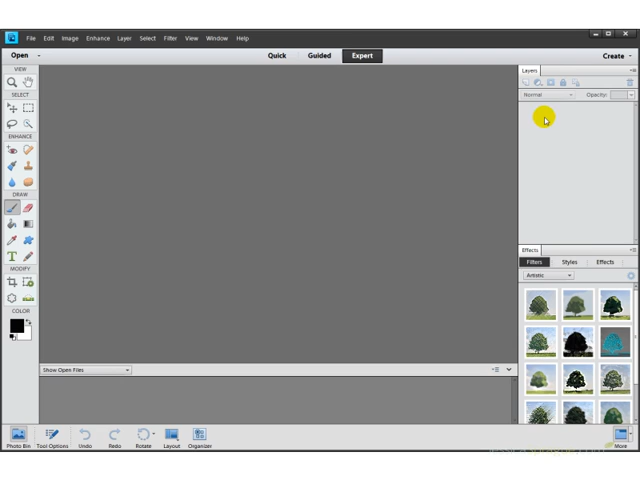 File Edit Image Enhance Layer Select Filter View Window Help
Open Quick Guided Expert Create
VIEW
SELECT
ENHANCE
DRAW
MODIFY
COLOR
Layers
Normal Opacity:
Effects
Filters Styles Effects
Artistic
Show Open Files
Photo Bin Tool Options Undo Redo Rotate Layout Organizer More